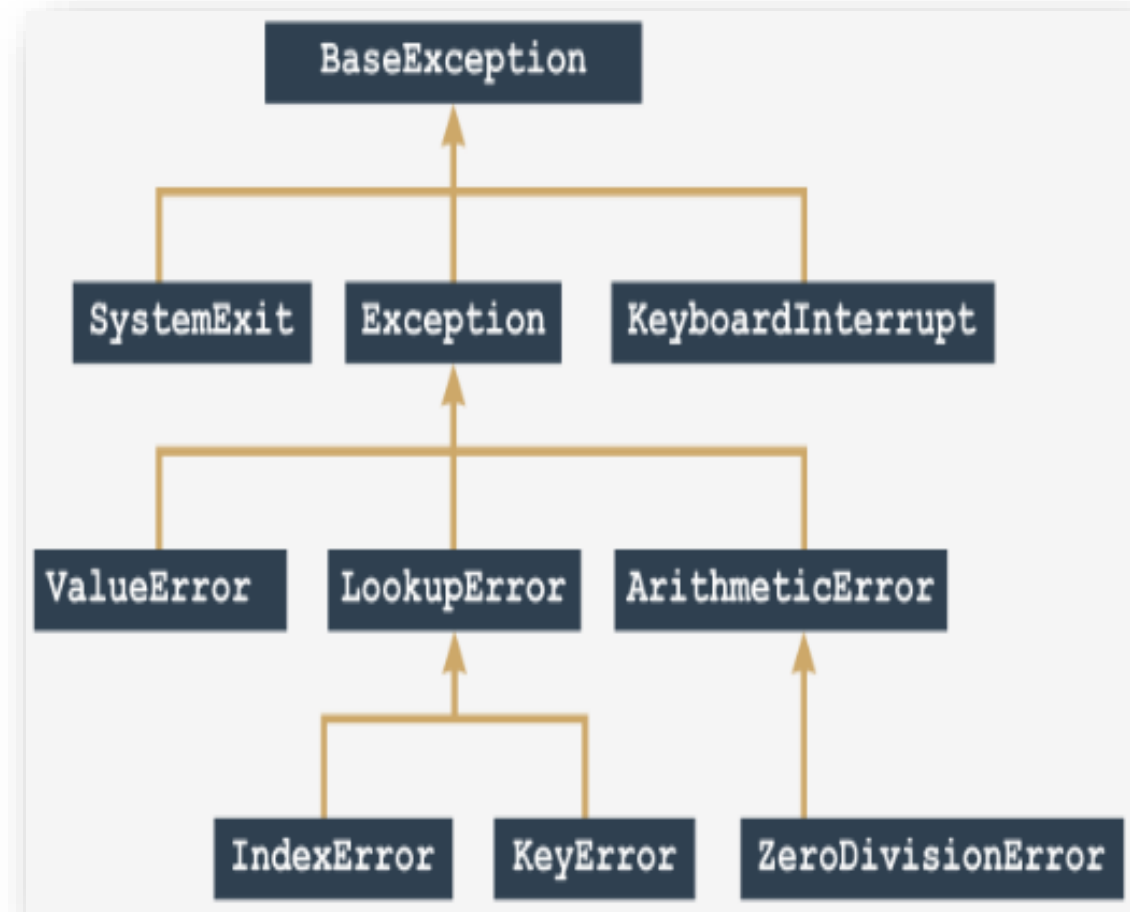 BaseException
SystemExit Exception KeyboardInterrupt
ValueError LookupError ArithmeticError
IndexError KeyError ZeroDivisionError